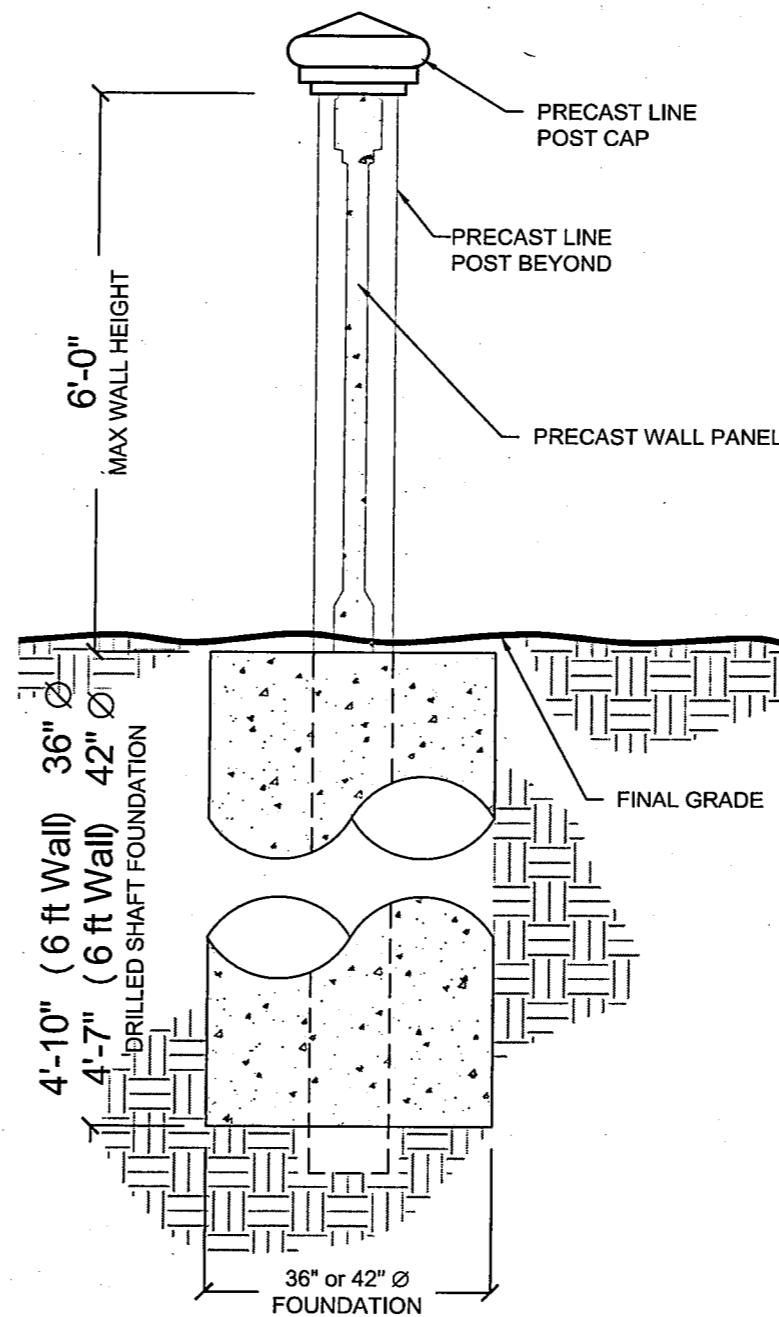 PRECAST LINE
POST CAP
PRECAST LINE
POST BEYOND
6'-0"
MAX WALL HEIGHT
PRECAST WALL PANEL
FINAL GRADE
4'-10" ( 6 ft Wall) 36" Ø
4'-7" ( 6 ft Wall) 42" Ø
DRILLED SHAFT FOUNDATION
36" or 42" Ø
FOUNDATION